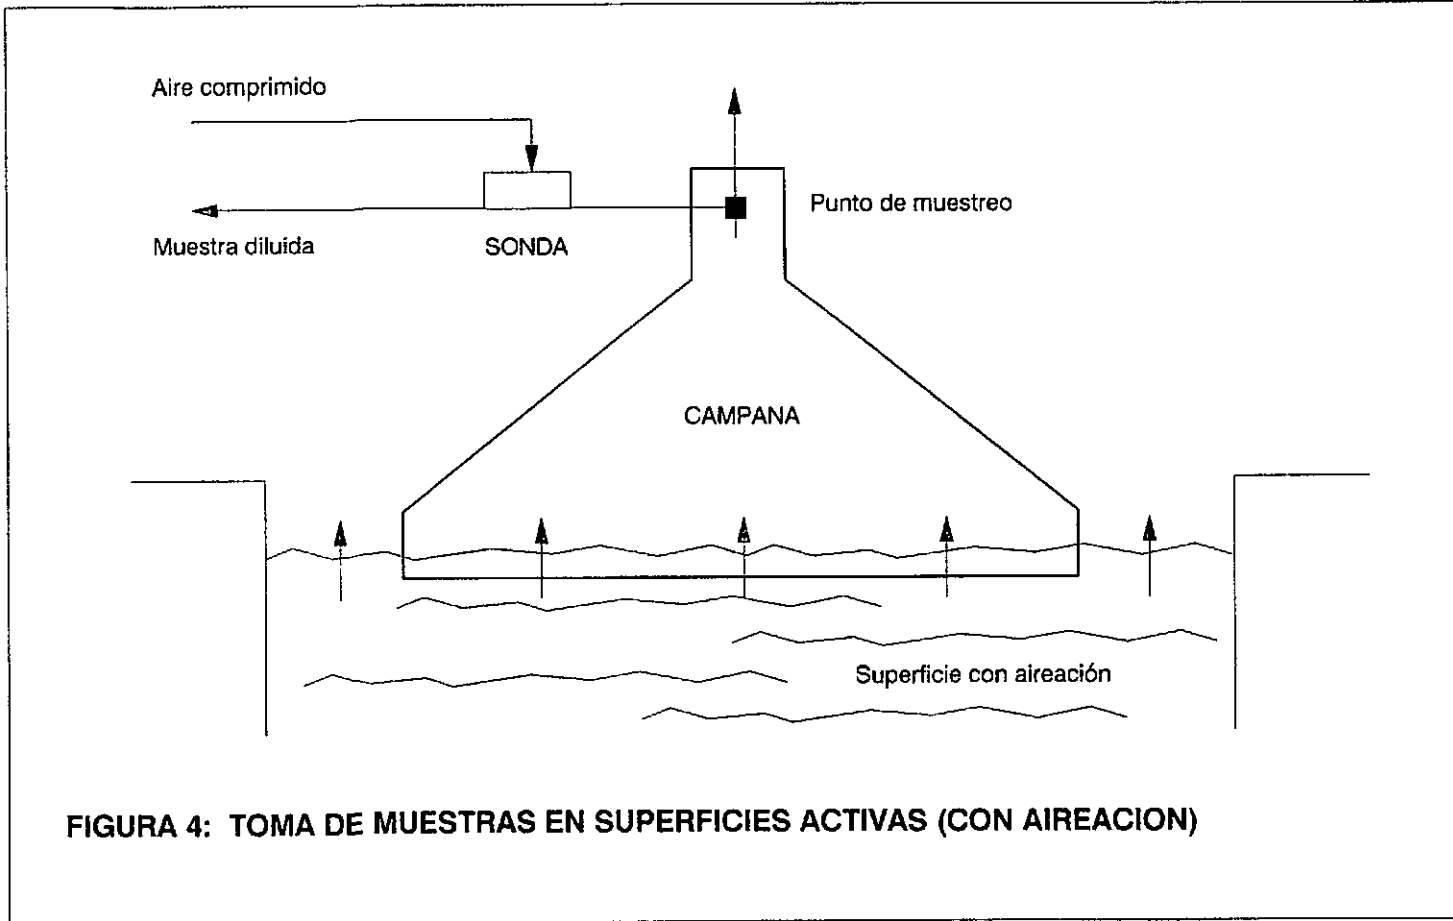 Aire comprimido
Punto de muestreo
Muestra diluida
SONDA
CAMPANA
Superficie con aireación
FIGURA 4: TOMA DE MUESTRAS EN SUPERFICIES ACTIVAS (CON AIREACION)